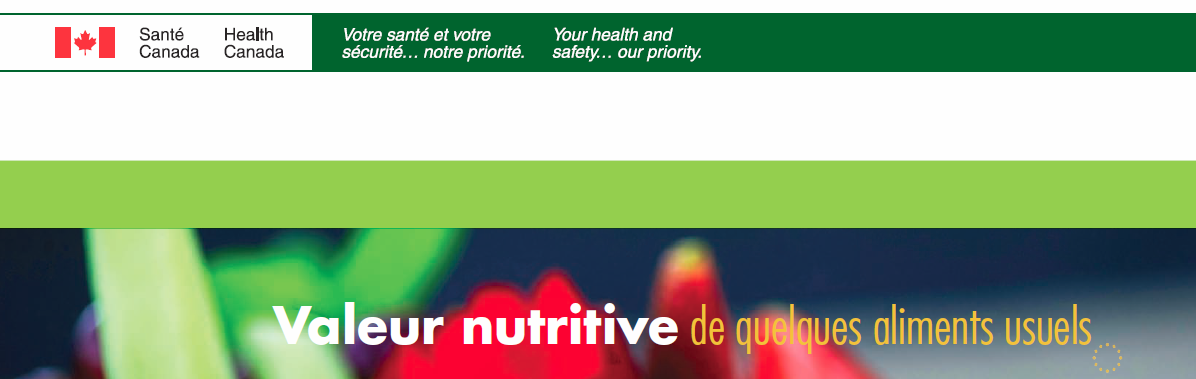 Santé
Canada
Health
Canada
Votre santé et votre
sécurité... notre priorité.
Your health and
safety... our priority.
Valeur nutritive de quelques aliments usuels